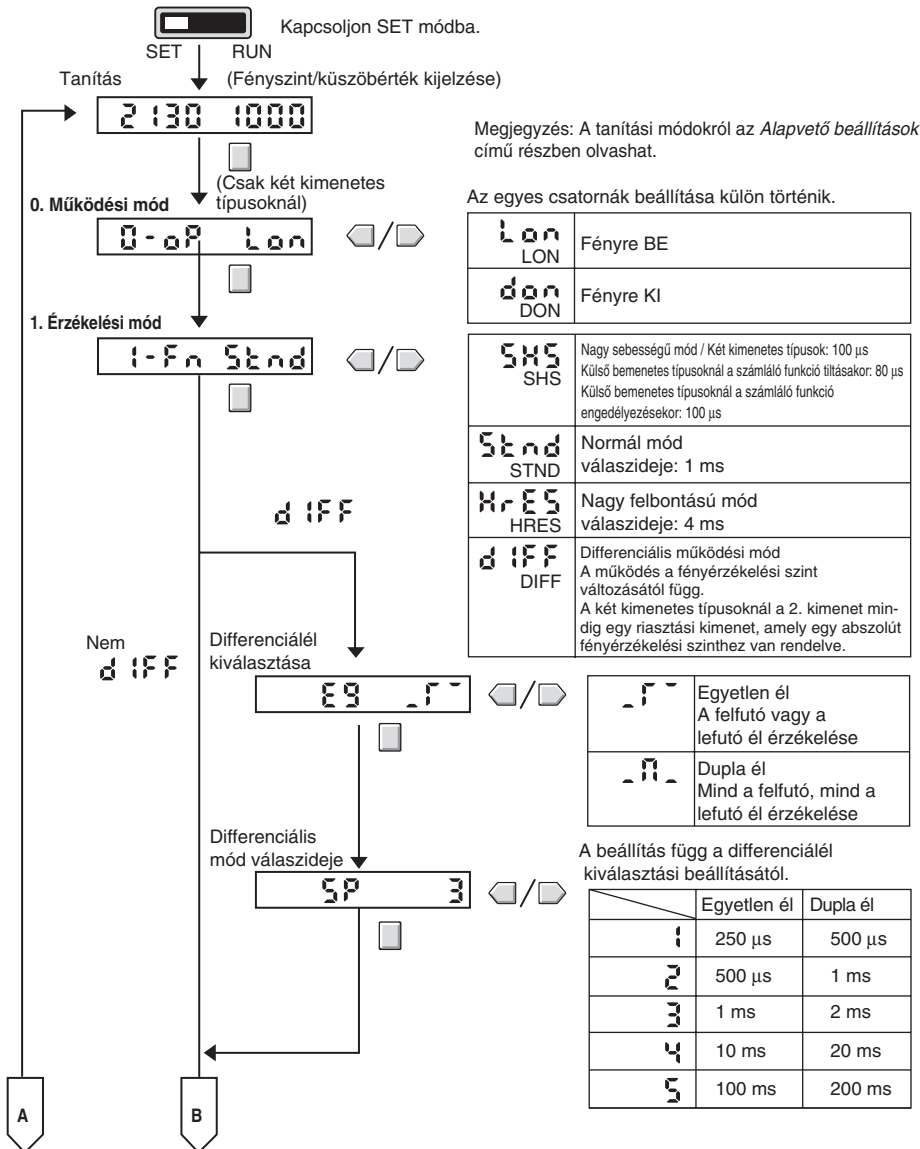 Kapcsoljon SET módba.
SET RUN
Tanítás (Fényszint/küszöbérték kijelzése)
2130 1000
Megjegyzés: A tanítási módokról az Alapvető beállítások
című részben olvashat.
(Csak két kimenetes
típusoknál)
0. Működési mód
0-oP Lon
/
Az egyes csatornák beállítása külön történik.
Lon
LON
Fényre BE
don
DON
Fényre KI
1. Érzékelési mód
1-Fn Stnd
/
SHS
SHS
Nagy sebességű mód / Két kimenetes típusok: 100 µs
Külső bemenetes típusoknál a számláló funkció tiltásakor: 80 µs
Külső bemenetes típusoknál a számláló funkció
engedélyezésekor: 100 µs
Stnd
STND
Normál mód
válaszideje: 1 ms
HrES
HRES
Nagy felbontású mód
válaszideje: 4 ms
dIFF
DIFF
Differenciális működési mód
A működés a fényérzékelési szint
változásától függ.
A két kimenetes típusoknál a 2. kimenet min-
dig egy riasztási kimenet, amely egy abszolút
fényérzékelési szinthez van rendelve.
dIFF
Nem
dIFF
Differenciálél
kiválasztása
Eg
/
Egyetlen él
A felfutó vagy a
lefutó él érzékelése
Dupla él
Mind a felfutó, mind a
lefutó él érzékelése
Differenciális
mód válaszideje
SP 3
/
A beállítás függ a differenciálél
kiválasztási beállításától.
Egyetlen él Dupla él
1 250 µs 500 µs
2 500 µs 1 ms
3 1 ms 2 ms
4 10 ms 20 ms
5 100 ms 200 ms
A B